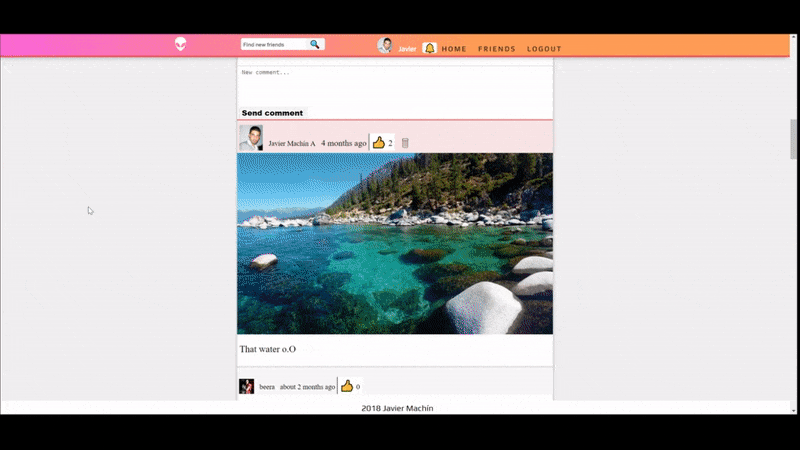 Find new friends
Javier
HOME
FRIENDS
LOGOUT
New comment...
Send comment
Javier Machin A · 4 months ago 2
That water o.O
beera · about 2 months ago 0
2018 Javier Machín